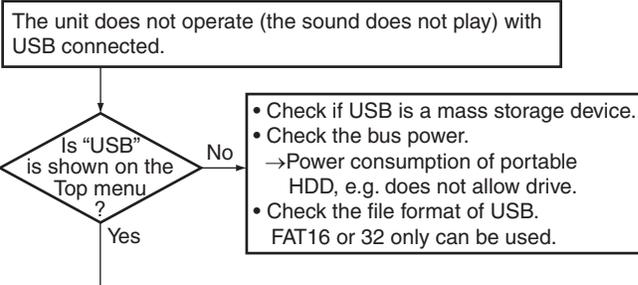 The unit does not operate (the sound does not play) with
USB connected.
Is “USB”
is shown on the
Top menu
?
No
Yes
• Check if USB is a mass storage device.
• Check the bus power.
→Power consumption of portable
HDD, e.g. does not allow drive.
• Check the file format of USB.
FAT16 or 32 only can be used.